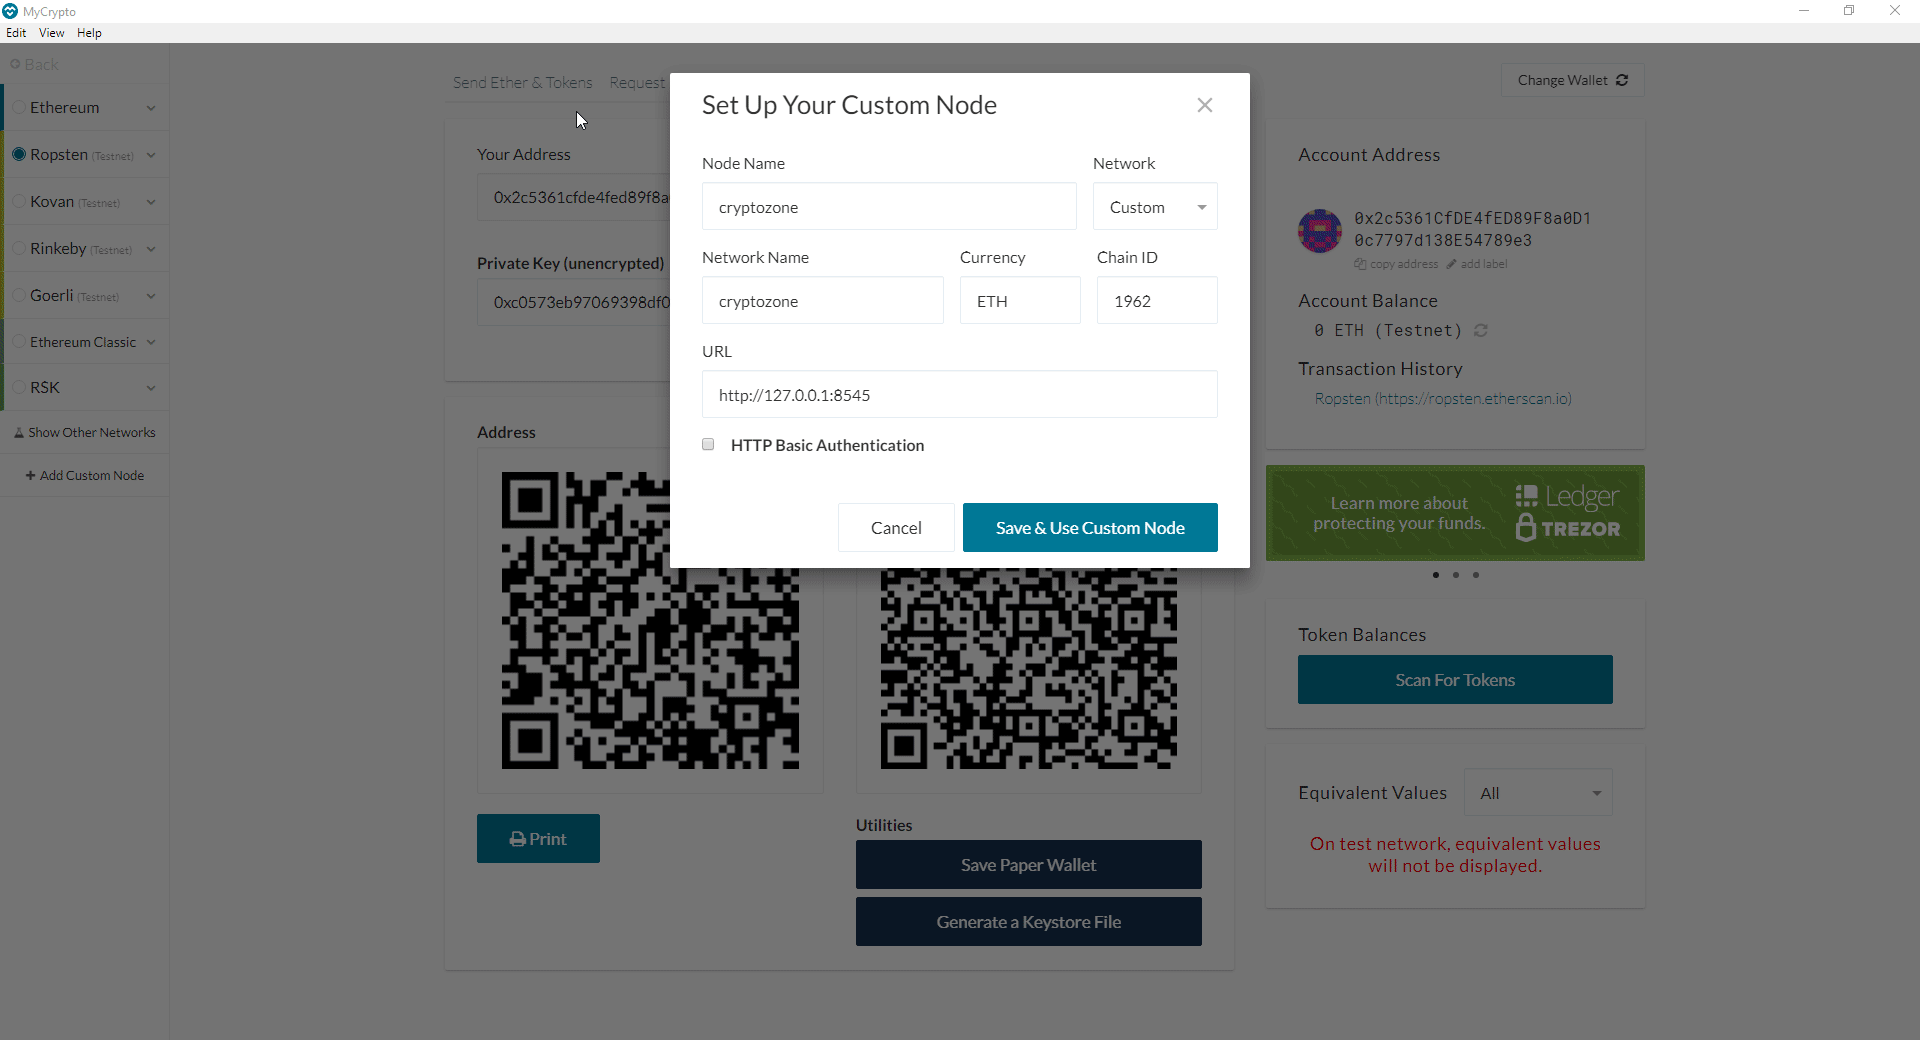 MyCrypto
Edit View Help
Back
Ethereum
Ropsten (Testnet)
Kovan (Testnet)
Rinkeby (Testnet)
Goerli (Testnet)
Ethereum Classic
RSK
Show Other Networks
+ Add Custom Node
Send Ether & Tokens Request
Change Wallet
Your Address
0x2c5361cfde4fed89f8a
Private Key (unencrypted)
0xc0573eb97069398df0
Address
Print
Utilities
Save Paper Wallet
Generate a Keystore File
Set Up Your Custom Node
Node Name Network
cryptozone Custom
Network Name Currency Chain ID
cryptozone ETH 1962
URL
http://127.0.0.1:8545
HTTP Basic Authentication
Cancel Save & Use Custom Node
Account Address
0x2c5361CfDE4fED89F8a0D1
0c7797d138E54789e3
copy address add label
Account Balance
0 ETH (Testnet)
Transaction History
Ropsten (https://ropsten.etherscan.io)
Learn more about
protecting your funds.
Ledger
TREZOR
Token Balances
Scan For Tokens
Equivalent Values All
On test network, equivalent values
will not be displayed.